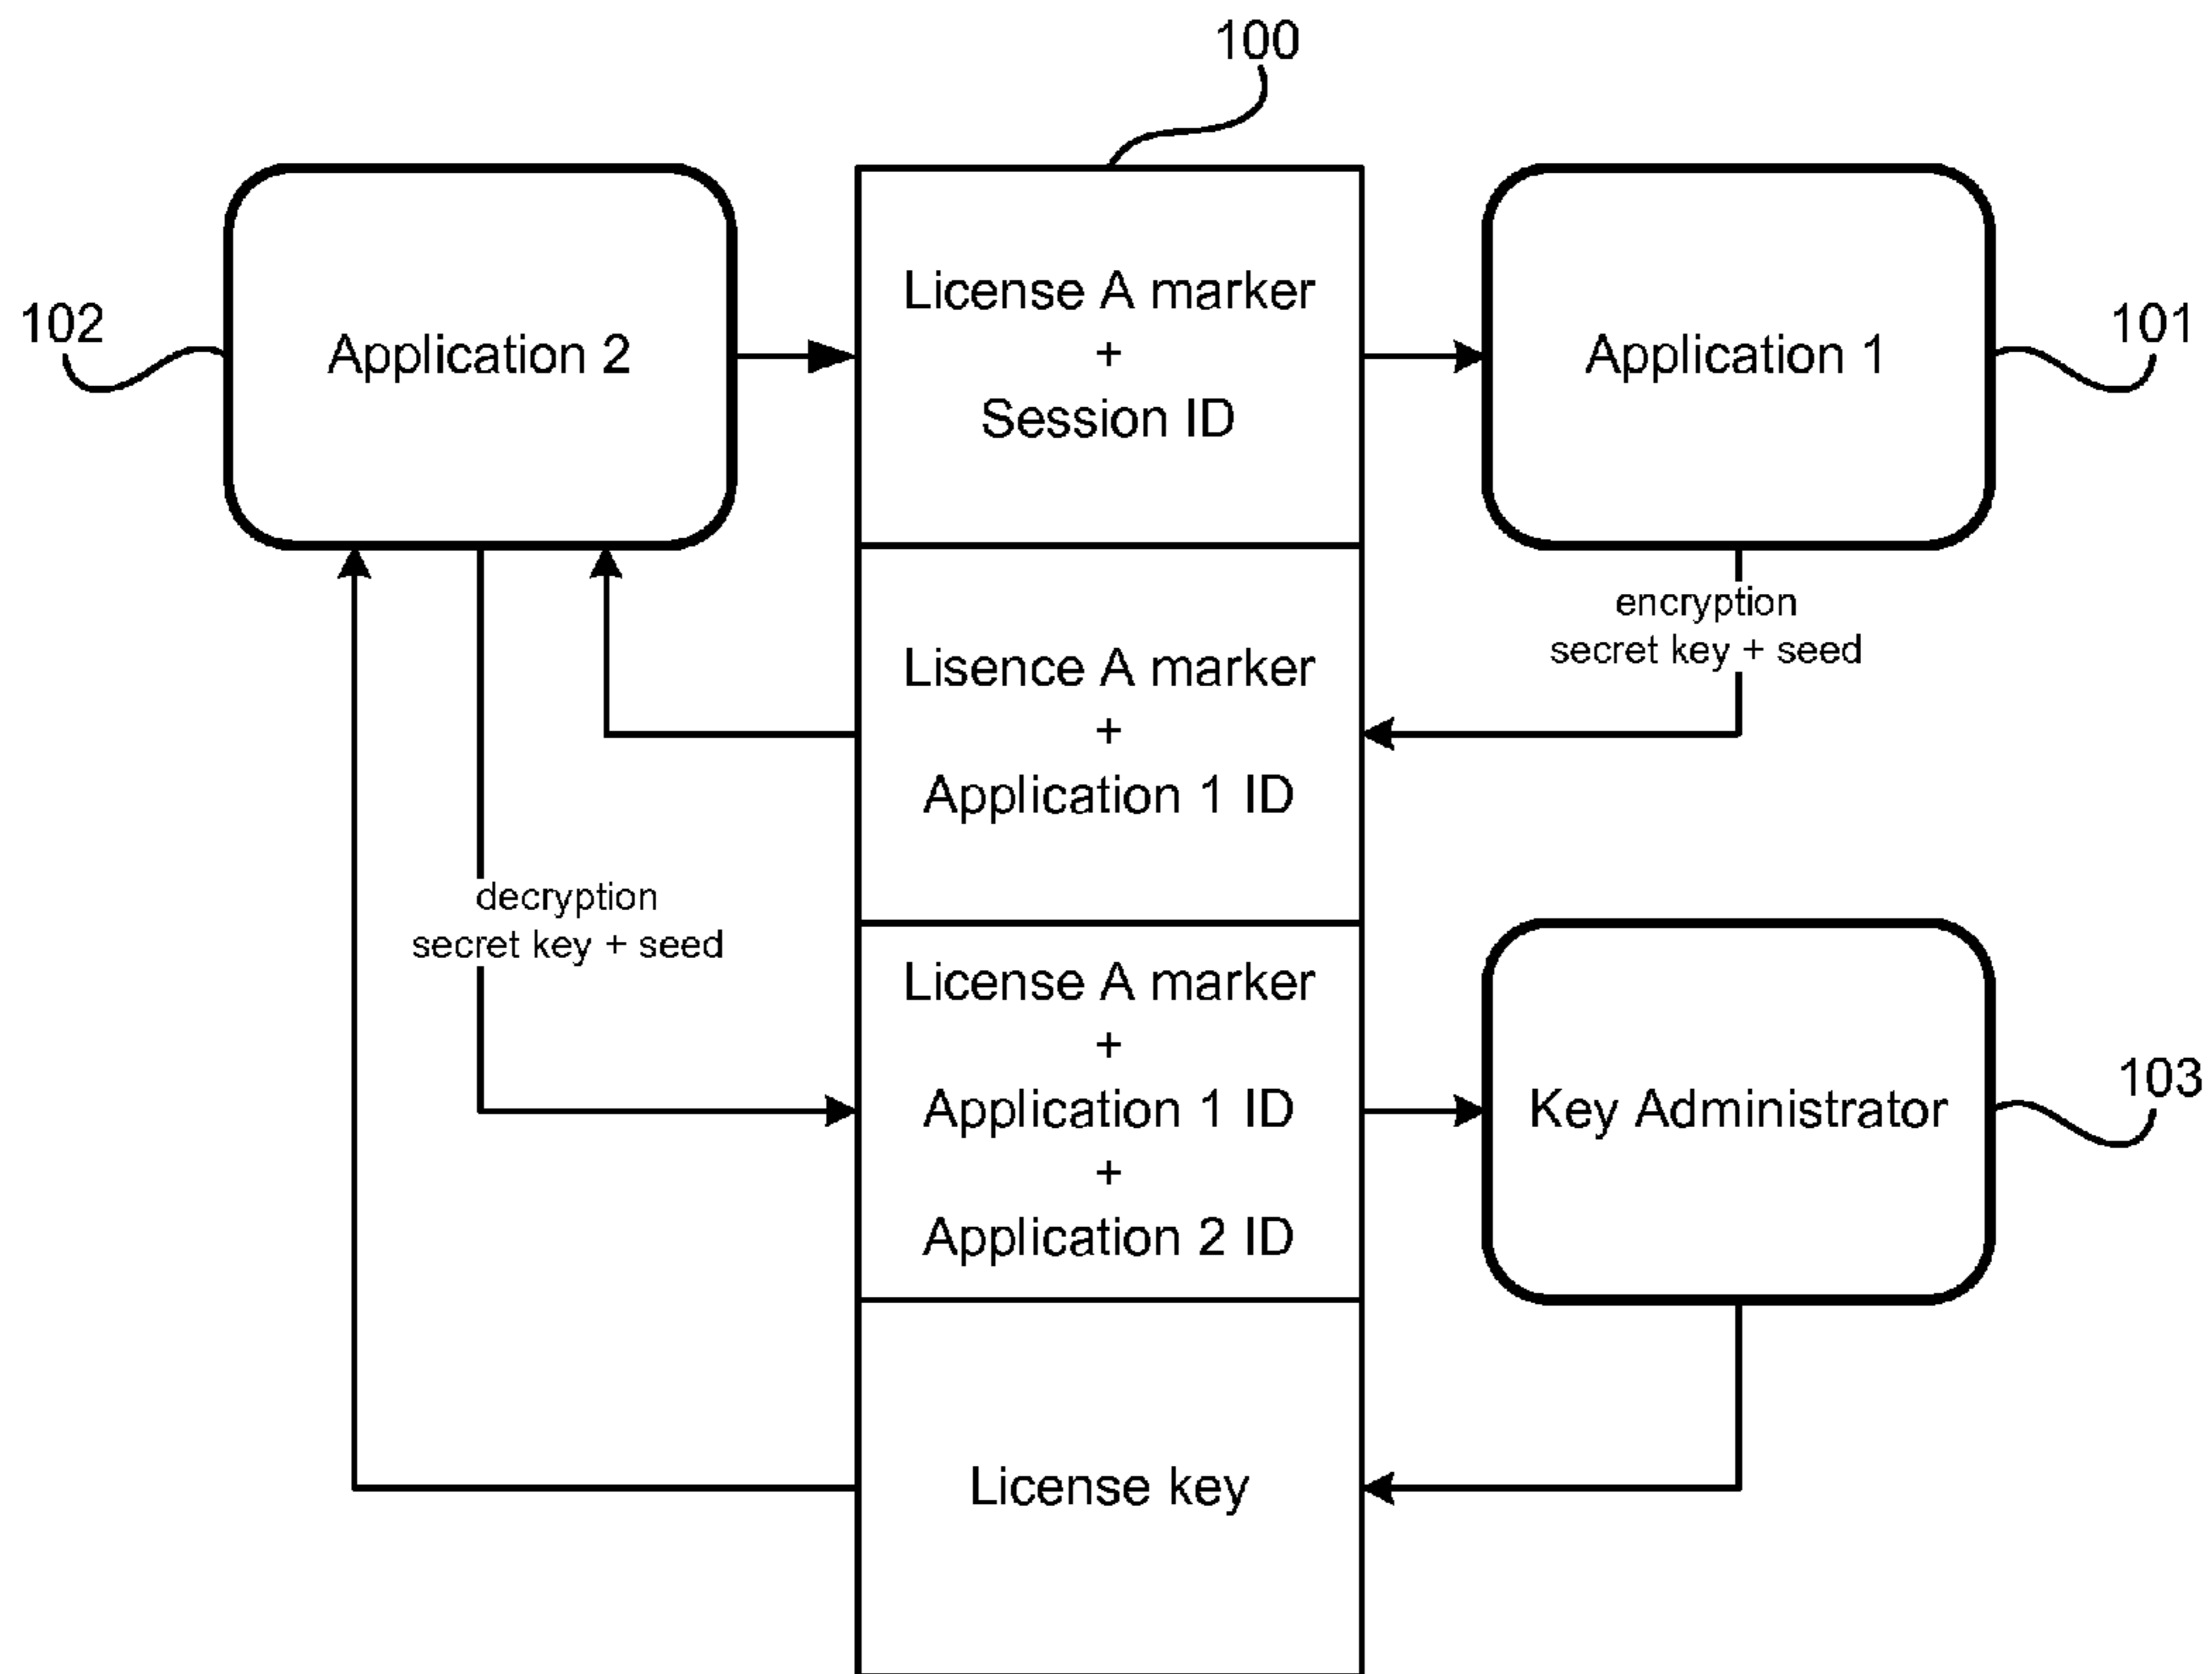 100
102
Application 2
License A marker
+
Session ID
Application 1
101
encryption
secret key + seed
Lisence A marker
+
Application 1 ID
decryption
secret key + seed
License A marker
+
Application 1 ID
+
Application 2 ID
Key Administrator
103
License key